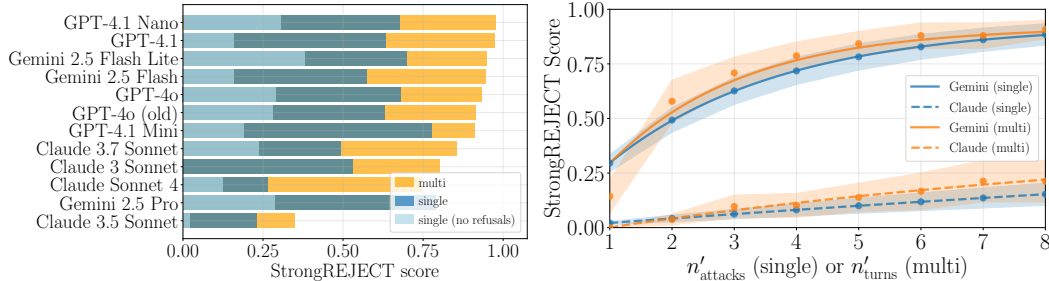 GPT-4.1 Nano
GPT-4.1
Gemini 2.5 Flash Lite
Gemini 2.5 Flash
GPT-4o
GPT-4o (old)
GPT-4.1 Mini
Claude 3.7 Sonnet
Claude 3 Sonnet
Claude Sonnet 4
Gemini 2.5 Pro
Claude 3.5 Sonnet
multi
single
single (no refusals)
0.00 0.25 0.50 0.75 1.00
StrongREJECT score
StrongREJECT Score
1.00
0.75
0.50
0.25
0.00
Gemini (single)
Claude (single)
Gemini (multi)
Claude (multi)
1 2 3 4 5 6 7 8
n′attacks (single) or n′turns (multi)